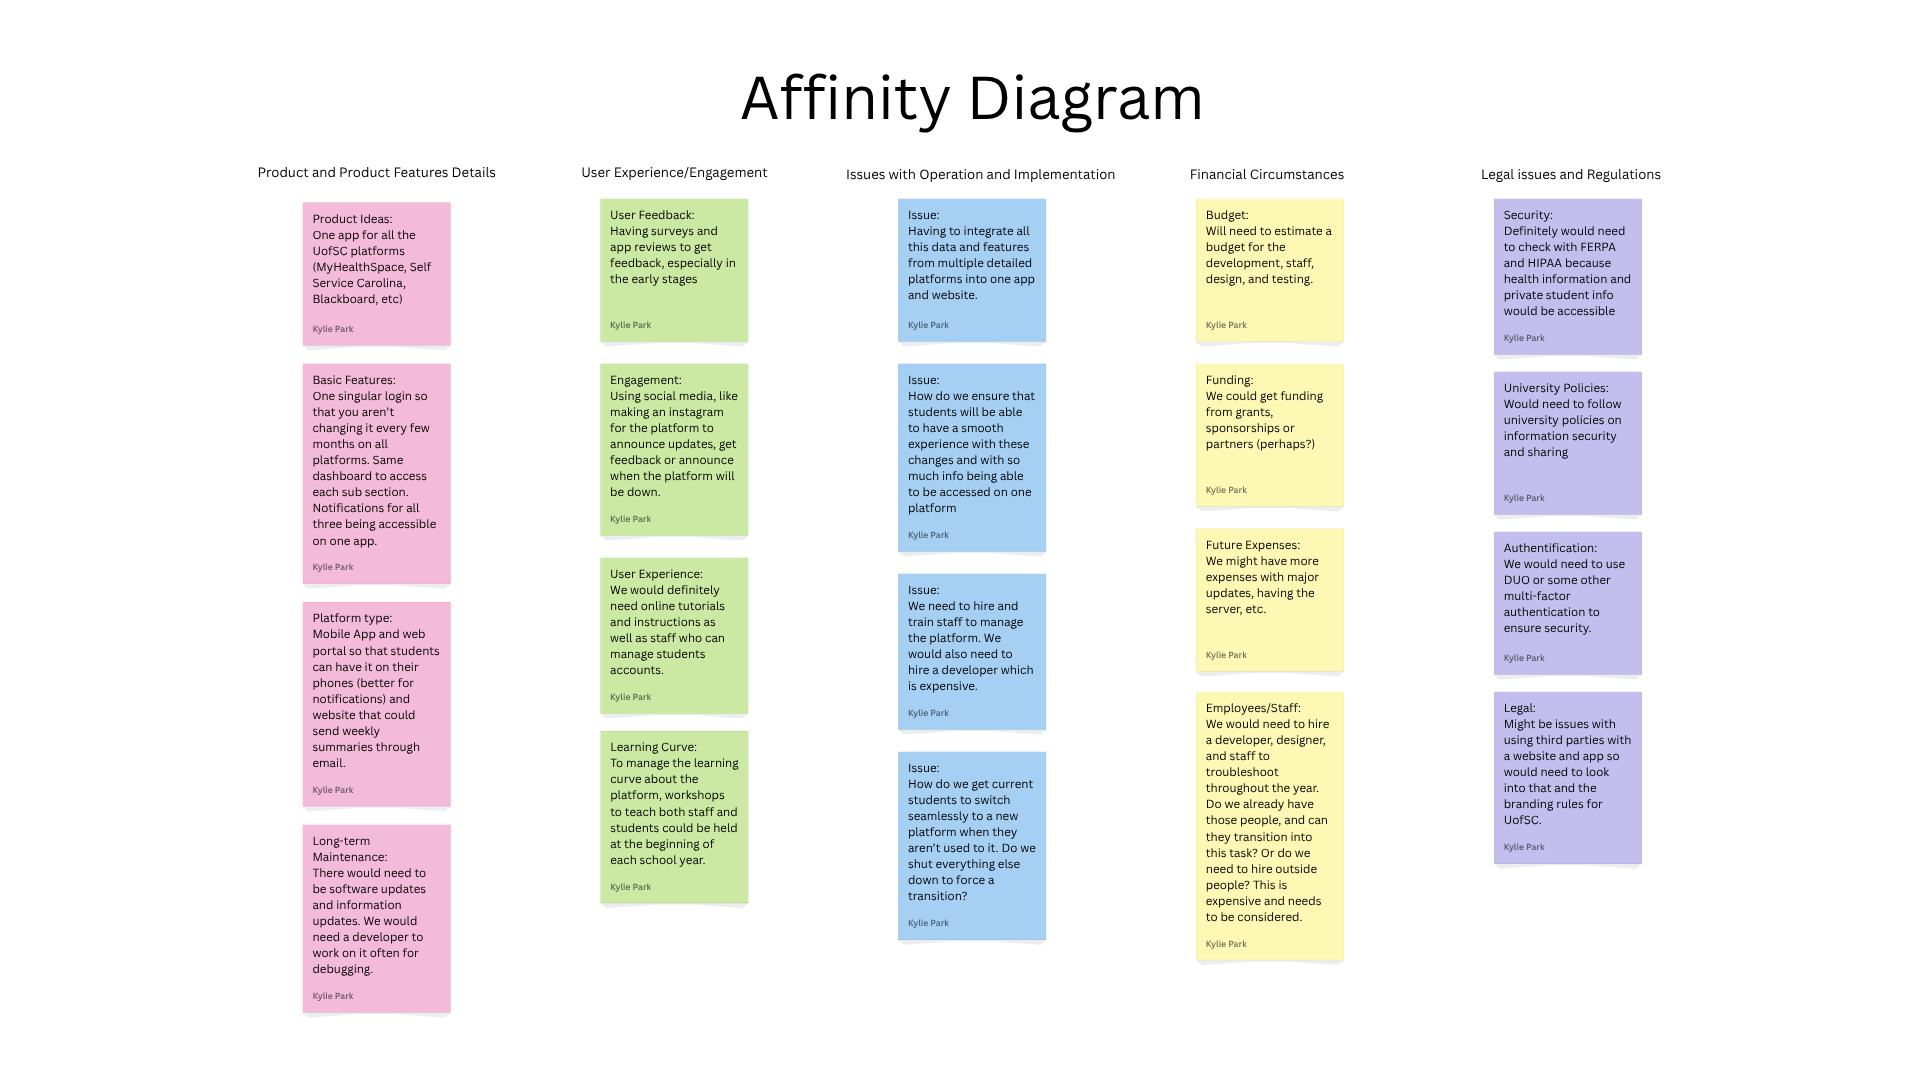 Affinity Diagram
Product and Product Features Details
Product Ideas:
One app for all the
UofSC platforms
(MyHealthSpace, Self
Service Carolina,
Blackboard, etc)
Kylie Park
Basic Features:
One singular login so
that you aren't
changing it every few
months on all
platforms. Same
dashboard to access
each sub section.
Notifications for all
three being accessible
on one app.
Kylie Park
Platform type:
Mobile App and web
portal so that students
can have it on their
phones (better for
notifications) and
website that could
send weekly
summaries through
email.
Kylie Park
Long-term
Maintenance:
There would need to
be software updates
and information
updates. We would
need a developer to
work on it often for
debugging.
Kylie Park
User Experience/Engagement
User Feedback:
Having surveys and
app reviews to get
feedback, especially in
the early stages
Kylie Park
Engagement:
Using social media, like
making an instagram
for the platform to
announce updates, get
feedback or announce
when the platform will
be down.
Kylie Park
User Experience:
We would definitely
need online tutorials
and instructions as
well as staff who can
manage students
accounts.
Kylie Park
Learning Curve:
To manage the learning
curve about the
platform, workshops
to teach both staff and
students could be held
at the beginning of
each school year.
Kylie Park
Issues with Operation and Implementation
Issue:
Having to integrate all
this data and features
from multiple detailed
platforms into one app
and website.
Kylie Park
Issue:
How do we ensure that
students will be able
to have a smooth
experience with these
changes and with so
much info being able
to be accessed on one
platform
Kylie Park
Issue:
We need to hire and
train staff to manage
the platform. We
would also need to
hire a developer which
is expensive.
Kylie Park
Issue:
How do we get current
students to switch
seamlessly to a new
platform when they
aren't used to it. Do we
shut everything else
down to force a
transition?
Kylie Park
Financial Circumstances
Budget:
Will need to estimate a
budget for the
development, staff,
design, and testing.
Kylie Park
Funding:
We could get funding
from grants,
sponsorships or
partners (perhaps?)
Kylie Park
Future Expenses:
We might have more
expenses with major
updates, having the
server, etc.
Kylie Park
Employees/Staff:
We would need to hire
a developer, designer,
and staff to
troubleshoot
throughout the year.
Do we already have
those people, and can
they transition into
this task? Or do we
need to hire outside
people? This is
expensive and needs
to be considered.
Kylie Park
Legal issues and Regulations
Security:
Definitely would need
to check with FERPA
and HIPAA because
health information and
private student info
would be accessible
Kylie Park
University Policies:
Would need to follow
university policies on
information security
and sharing
Kylie Park
Authentification:
We would need to use
DUO or some other
multi-factor
authentication to
ensure security.
Kylie Park
Legal:
Might be issues with
using third parties with
a website and app so
would need to look
into that and the
branding rules for
UofSC.
Kylie Park